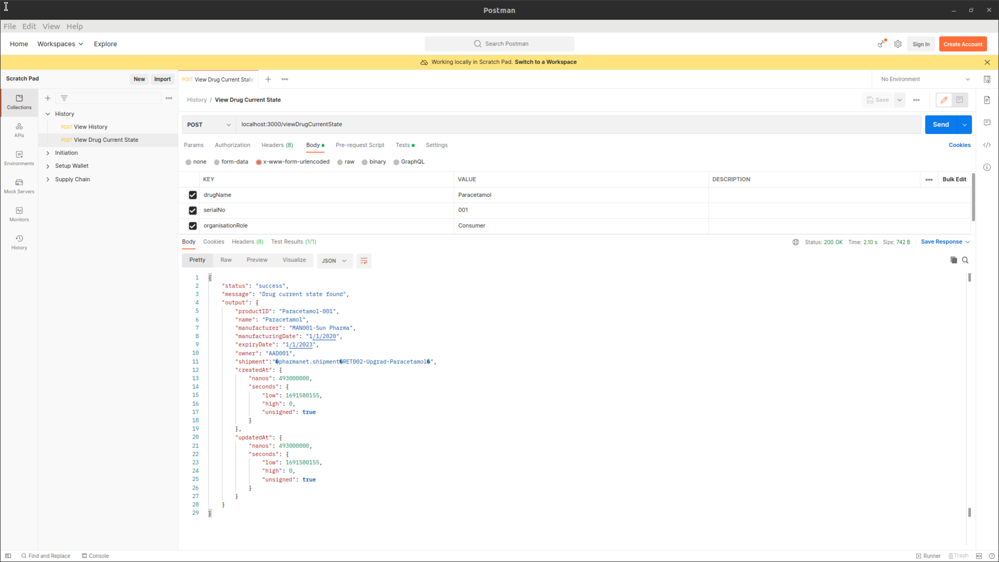 Postman
File Edit View Help
Home Workspaces Explore Search Postman Sign In Create Account
Working locally in Scratch Pad. Switch to a Workspace
Scratch Pad New Import POST View Drug Current State No Environment
Collections
APIs
Environments
Mock Servers
Monitors
History
History
POST View History
POST View Drug Current State
Initiation
Setup Wallet
Supply Chain
History / View Drug Current State Save
POST localhost:3000/viewDrugCurrentState Send
Params Authorization Headers (8) Body Pre-request Script Tests Settings Cookies
none form-data x-www-form-urlencoded raw binary GraphQL
KEY VALUE DESCRIPTION Bulk Edit
drugName Paracetamol
serialNo 001
organisationRole Consumer
Body Cookies Headers (8) Test Results (1/1) Status: 200 OK Time: 2.10 s Size: 742 B Save Response
Pretty Raw Preview Visualize JSON
1 {
2 "status": "success",
3 "message": "Drug current state found",
4 "output": {
5 "productID": "Paracetamol-001",
6 "name": "Paracetamol",
7 "manufacturer": "MAN001-Sun Pharma",
8 "manufacturingDate": "1/1/2020",
9 "expiryDate": "1/1/2023",
10 "owner": "AAD001",
11 "shipment":"�pharmanet.shipment�RET002-Upgrad-Paracetamol�",
12 "createdAt": {
13 "nanos": 493000000,
14 "seconds": {
15 "low": 1691580155,
16 "high": 0,
17 "unsigned": true
18 }
19 },
20 "updatedAt": {
21 "nanos": 493000000,
22 "seconds": {
23 "low": 1691580155,
24 "high": 0,
25 "unsigned": true
26 }
27 }
28 }
29 }
Find and Replace Console Runner Trash